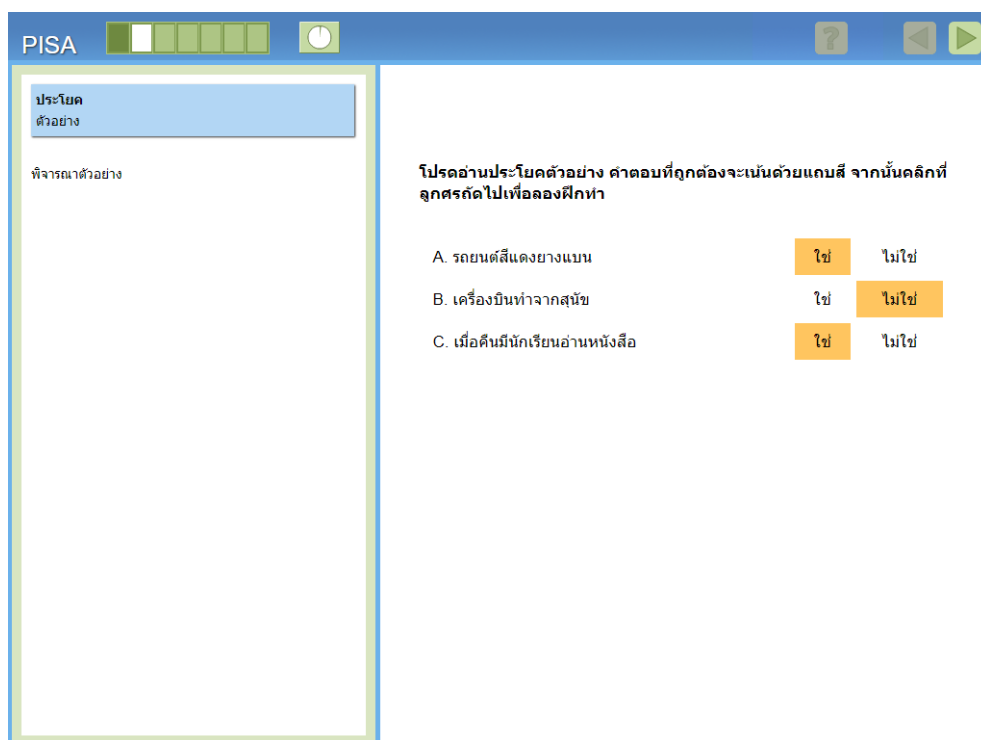 PISA
?
ประโยค
ตัวอย่าง
พิจารณาตัวอย่าง
โปรดอ่านประโยคตัวอย่าง คำตอบที่ถูกต้องจะเน้นด้วยแถบสี จากนั้นคลิกที่
ลูกศรถัดไปเพื่อลองฝึกทำ
A. รถยนต์สีแดงยางแบน ใช่ ไม่ใช่
B. เครื่องบินทำจากสุนัข ใช่ ไม่ใช่
C. เมื่อคืนมีนักเรียนอ่านหนังสือ ใช่ ไม่ใช่